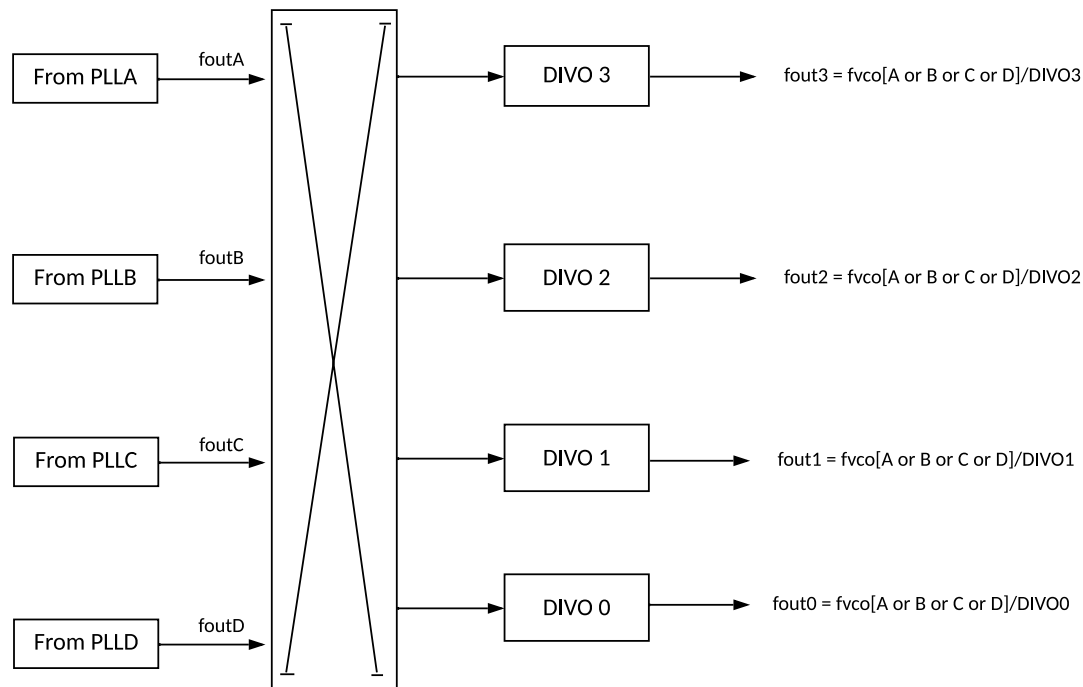 From PLLA
foutA
DIVO 3
fout3 = fvco[A or B or C or D]/DIVO3
From PLLB
foutB
DIVO 2
fout2 = fvco[A or B or C or D]/DIVO2
From PLLC
foutC
DIVO 1
fout1 = fvco[A or B or C or D]/DIVO1
From PLLD
foutD
DIVO 0
fout0 = fvco[A or B or C or D]/DIVO0